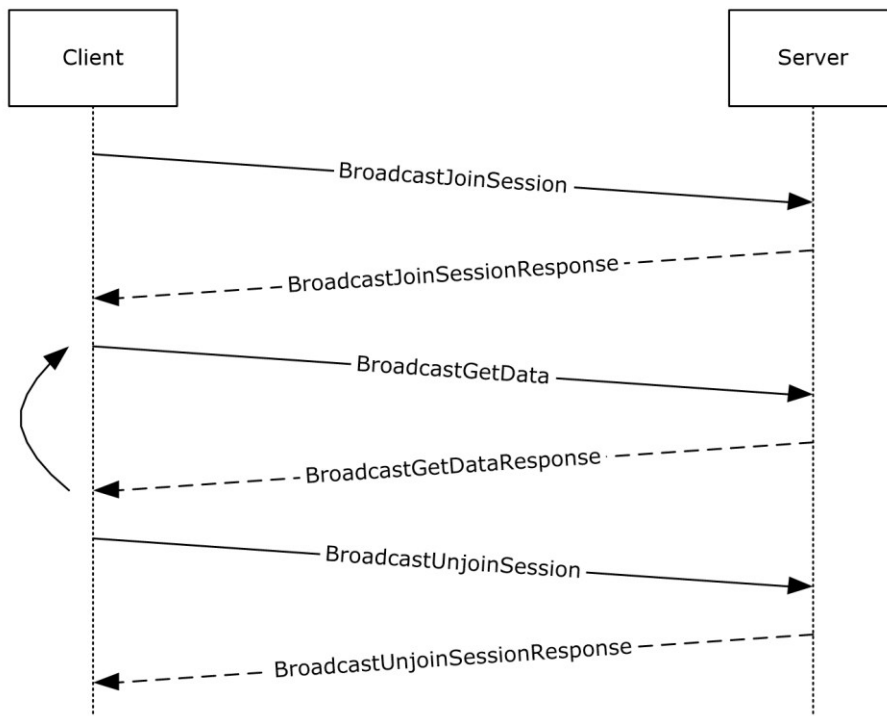 Client
Server
BroadcastJoinSession
BroadcastJoinSessionResponse
BroadcastGetData
BroadcastGetDataResponse
BroadcastUnjoinSession
BroadcastUnjoinSessionResponse